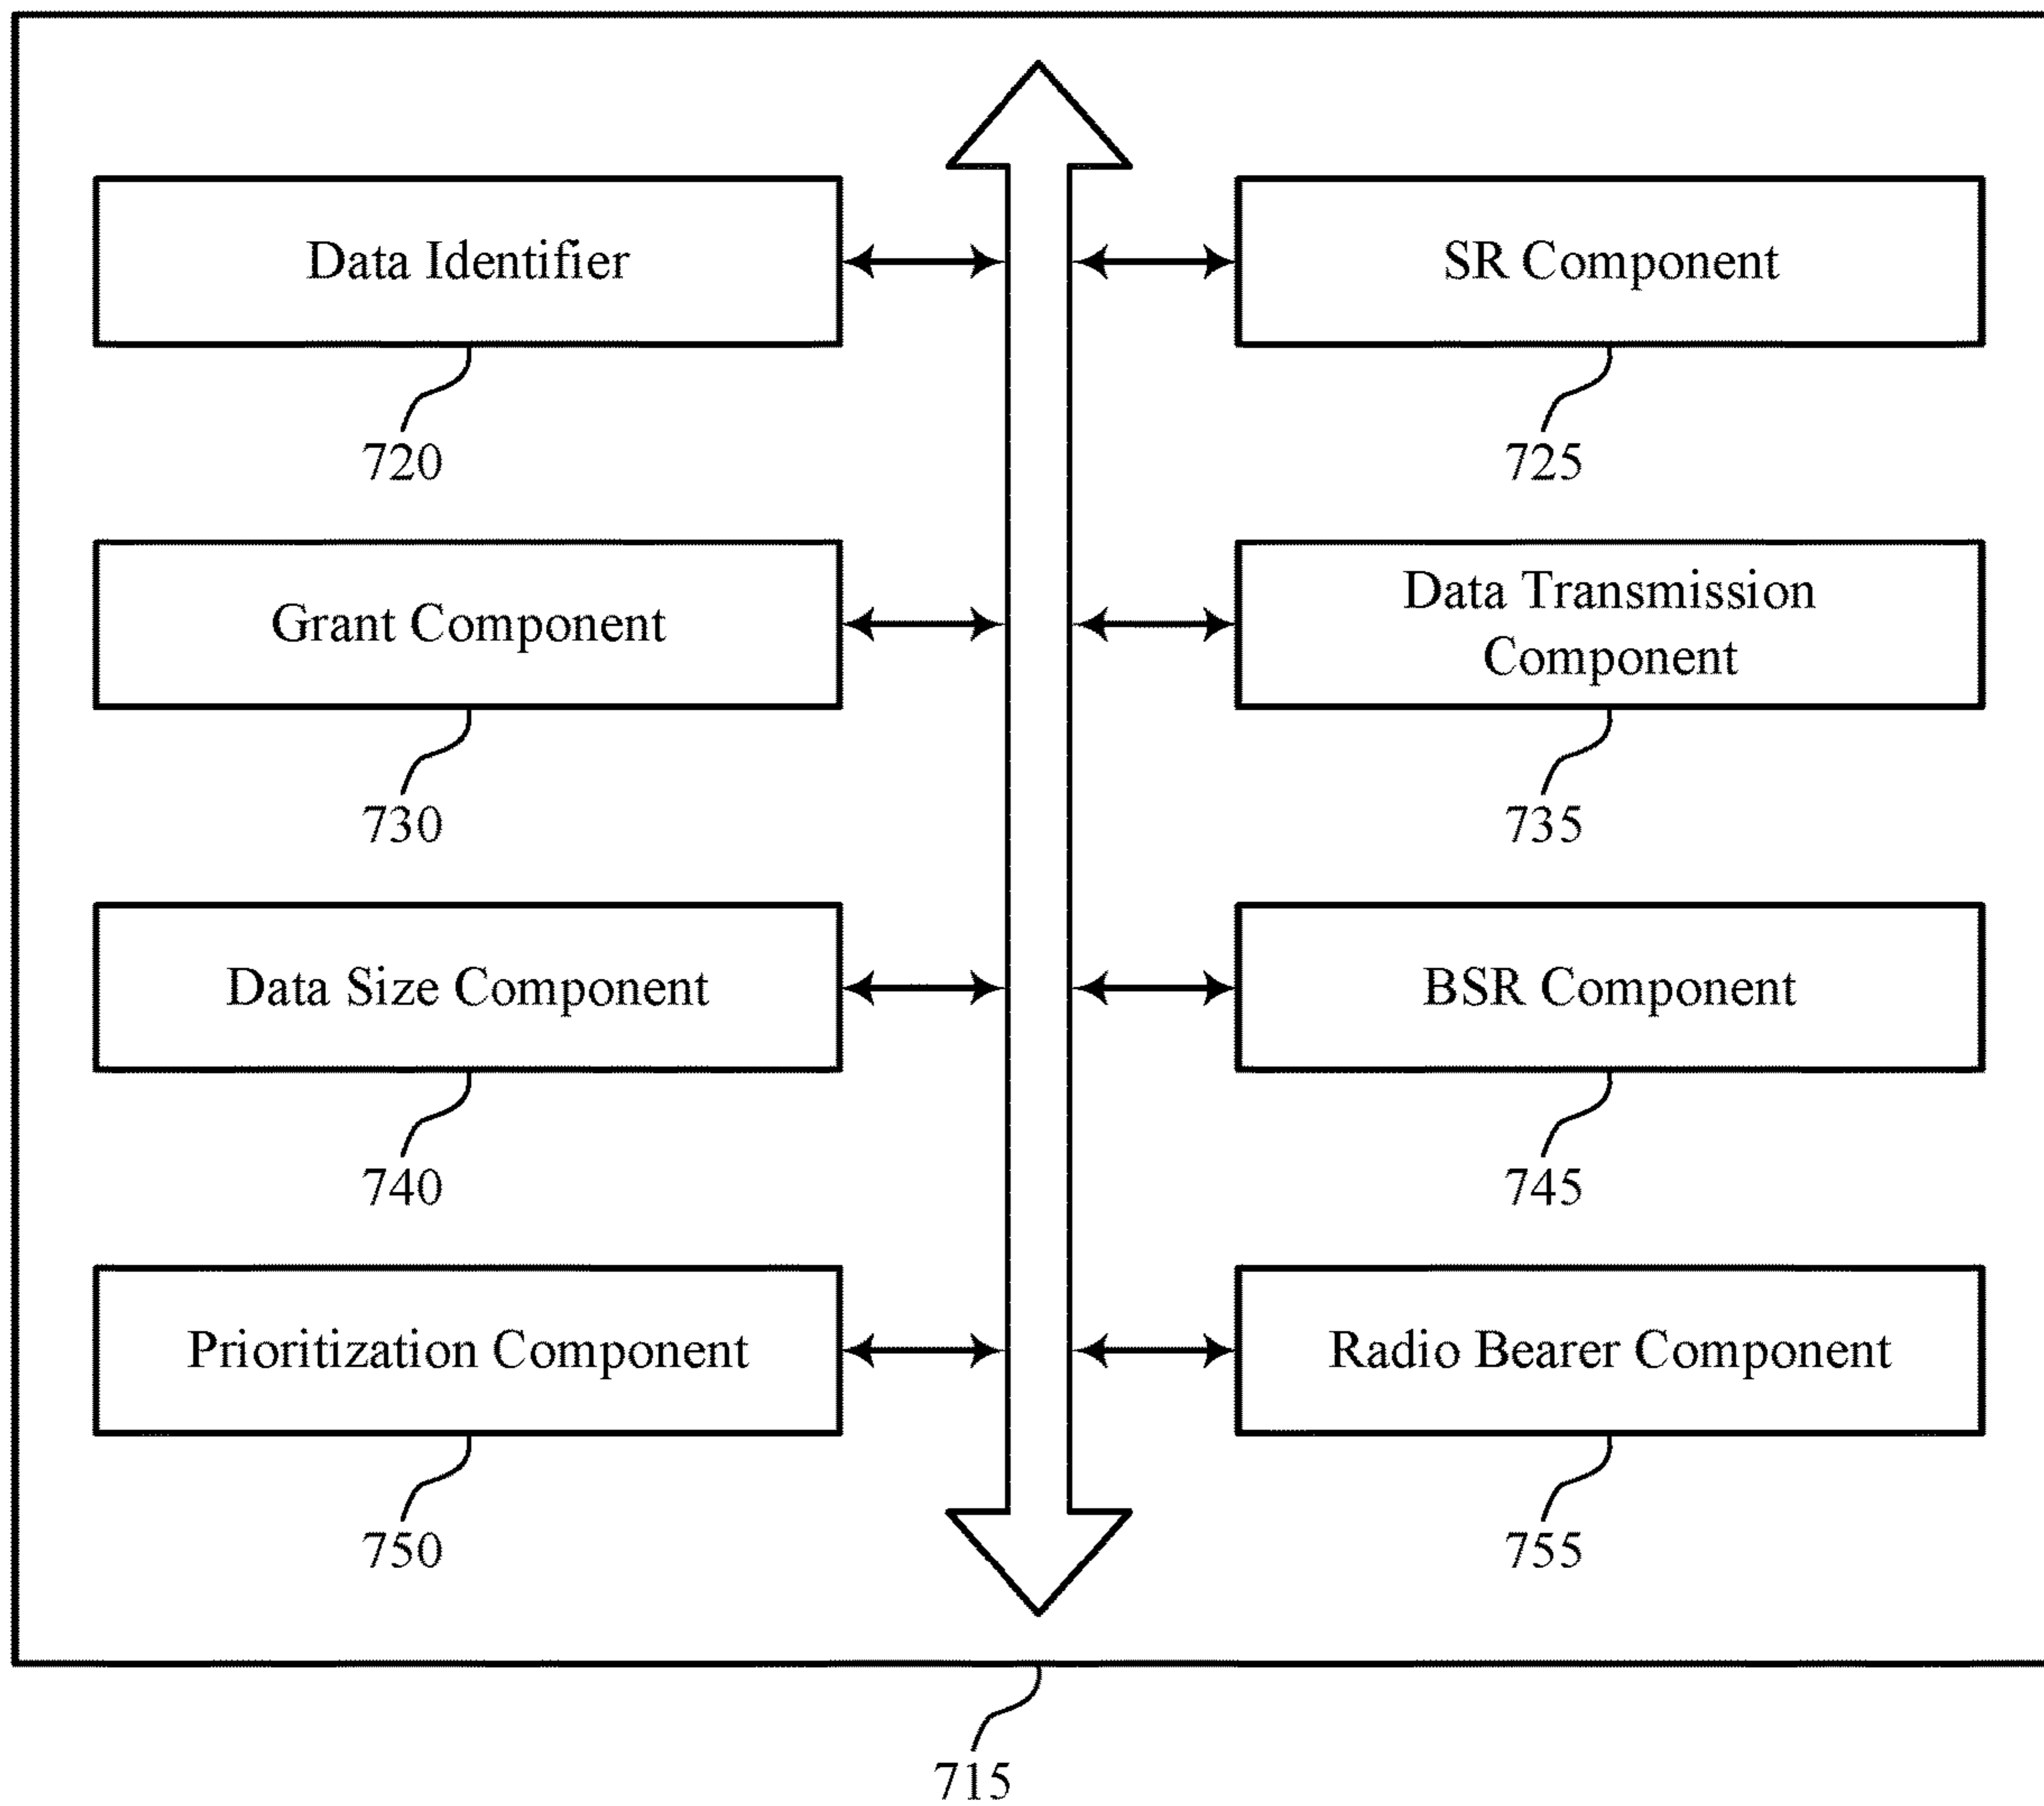 Data Identifier
SR Component
720
725
Grant Component
Data Transmission
Component
730
735
Data Size Component
BSR Component
740
745
Prioritization Component
Radio Bearer Component
750
755
715